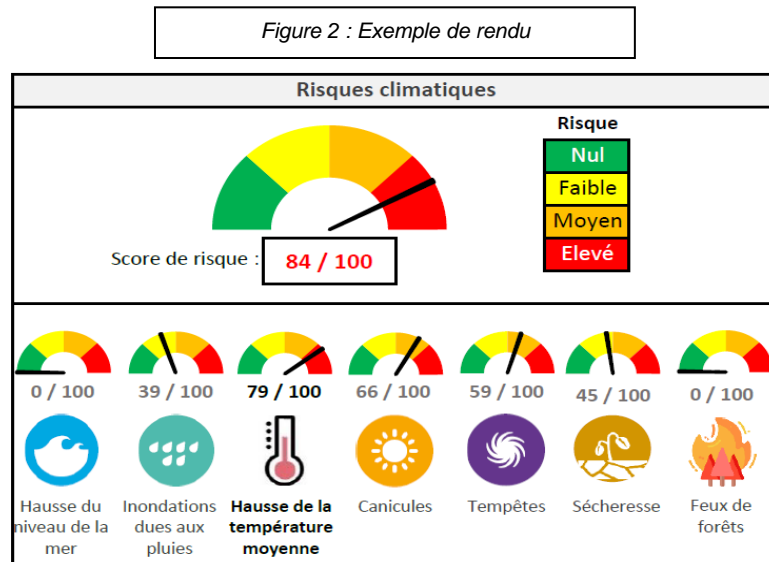 Figure 2 : Exemple de rendu
Risques climatiques
Risque
Nul
Faible
Moyen
Elevé
Score de risque :
84 / 100
0 / 100
39 / 100
79 / 100
66 / 100
59 / 100
45 / 100
0 / 100
Hausse du
niveau de la
mer
Inondations
dues aux
pluies
Hausse de la
température
moyenne
Canicules
Tempêtes
Sécheresse
Feux de
forêts